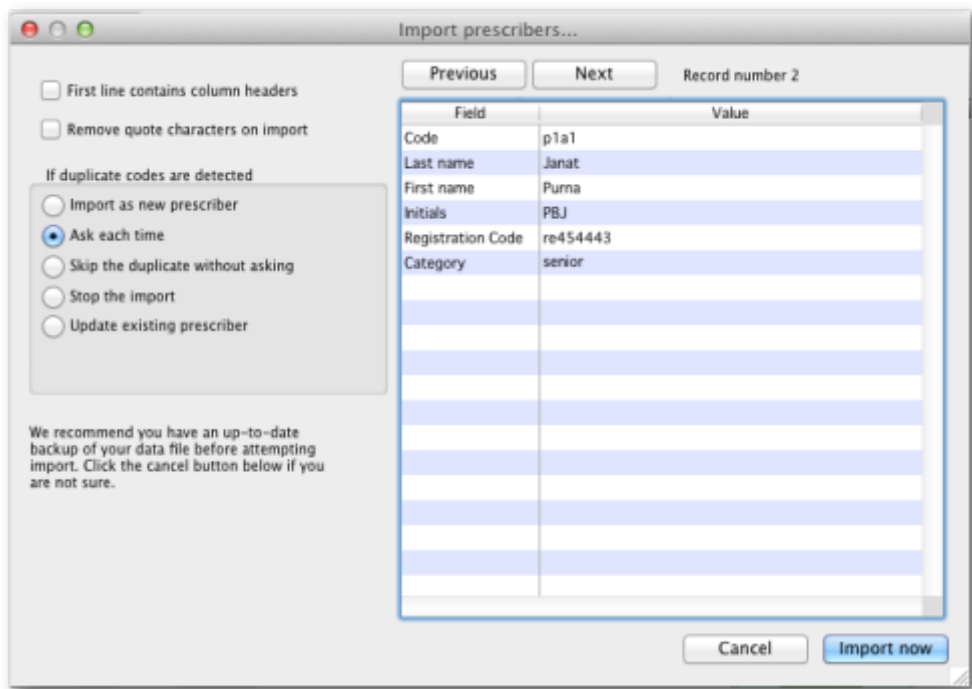 Import prescribers...
First line contains column headers
Remove quote characters on import
If duplicate codes are detected
Import as new prescriber
Ask each time
Skip the duplicate without asking
Stop the import
Update existing prescriber
We recommend you have an up-to-date
backup of your data file before attempting
import. Click the cancel button below if you
are not sure.
Previous Next Record number 2
Field Value
Code p1a1
Last name Janat
First name Purna
Initials PBJ
Registration Code re454443
Category senior
Cancel Import now